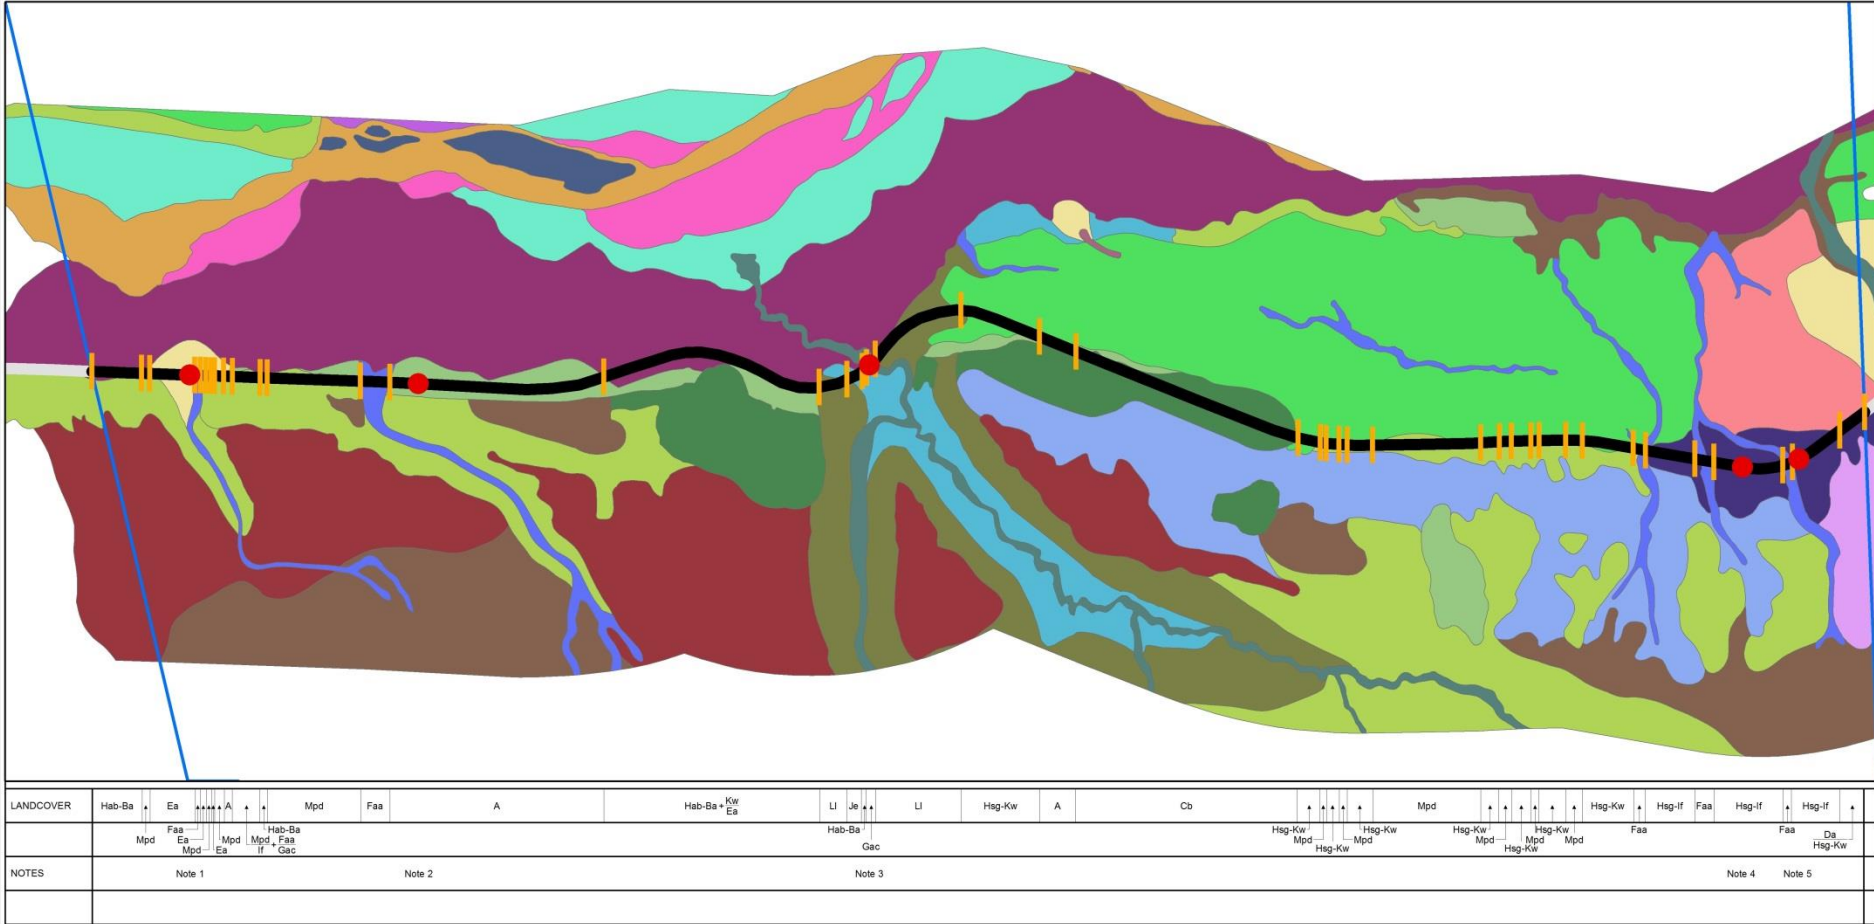 LANDCOVER Hab-Ba Ea A Mpd Faa A Hab-Ba + Kw/Ea LI Je LI Hsg-Kw A Cb Mpd Hsg-Kw Hsg-If Faa Hsg-If Hsg-If
Faa Hab-Ba Hab-Ba Hsg-Kw Hsg-Kw Hsg-Kw Hsg-Kw Faa Faa Da/Hsg-Kw
Mpd Ea Mpd Mpd/If + Faa/Gac Mpd Mpd Mpd Mpd Mpd
Mpd Ea Gac Hsg-Kw Hsg-Kw
NOTES Note 1 Note 2 Note 3 Note 4 Note 5